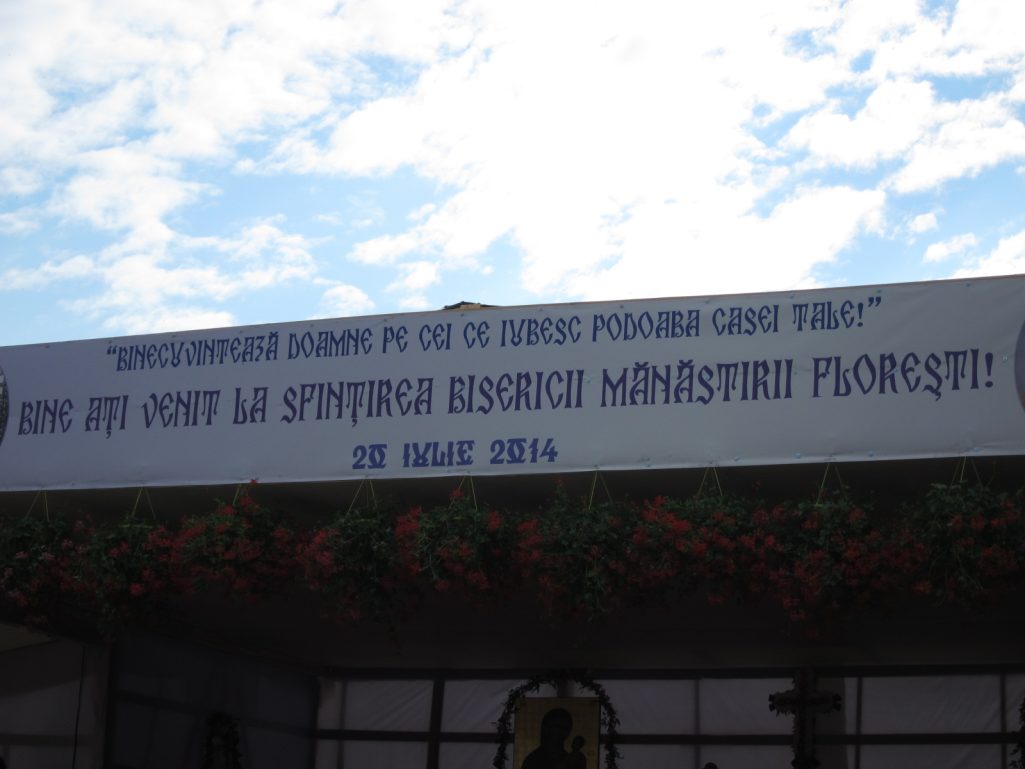 “BINECUVINTEAZĂ DOAMNE PE CEI CE IUBESC PODOABA CASEI TALE!”
BINE AȚI VENIT LA SFINȚIREA BISERICII MĂNĂSTIRII FLOREȘTI!
20 IULIE 2014